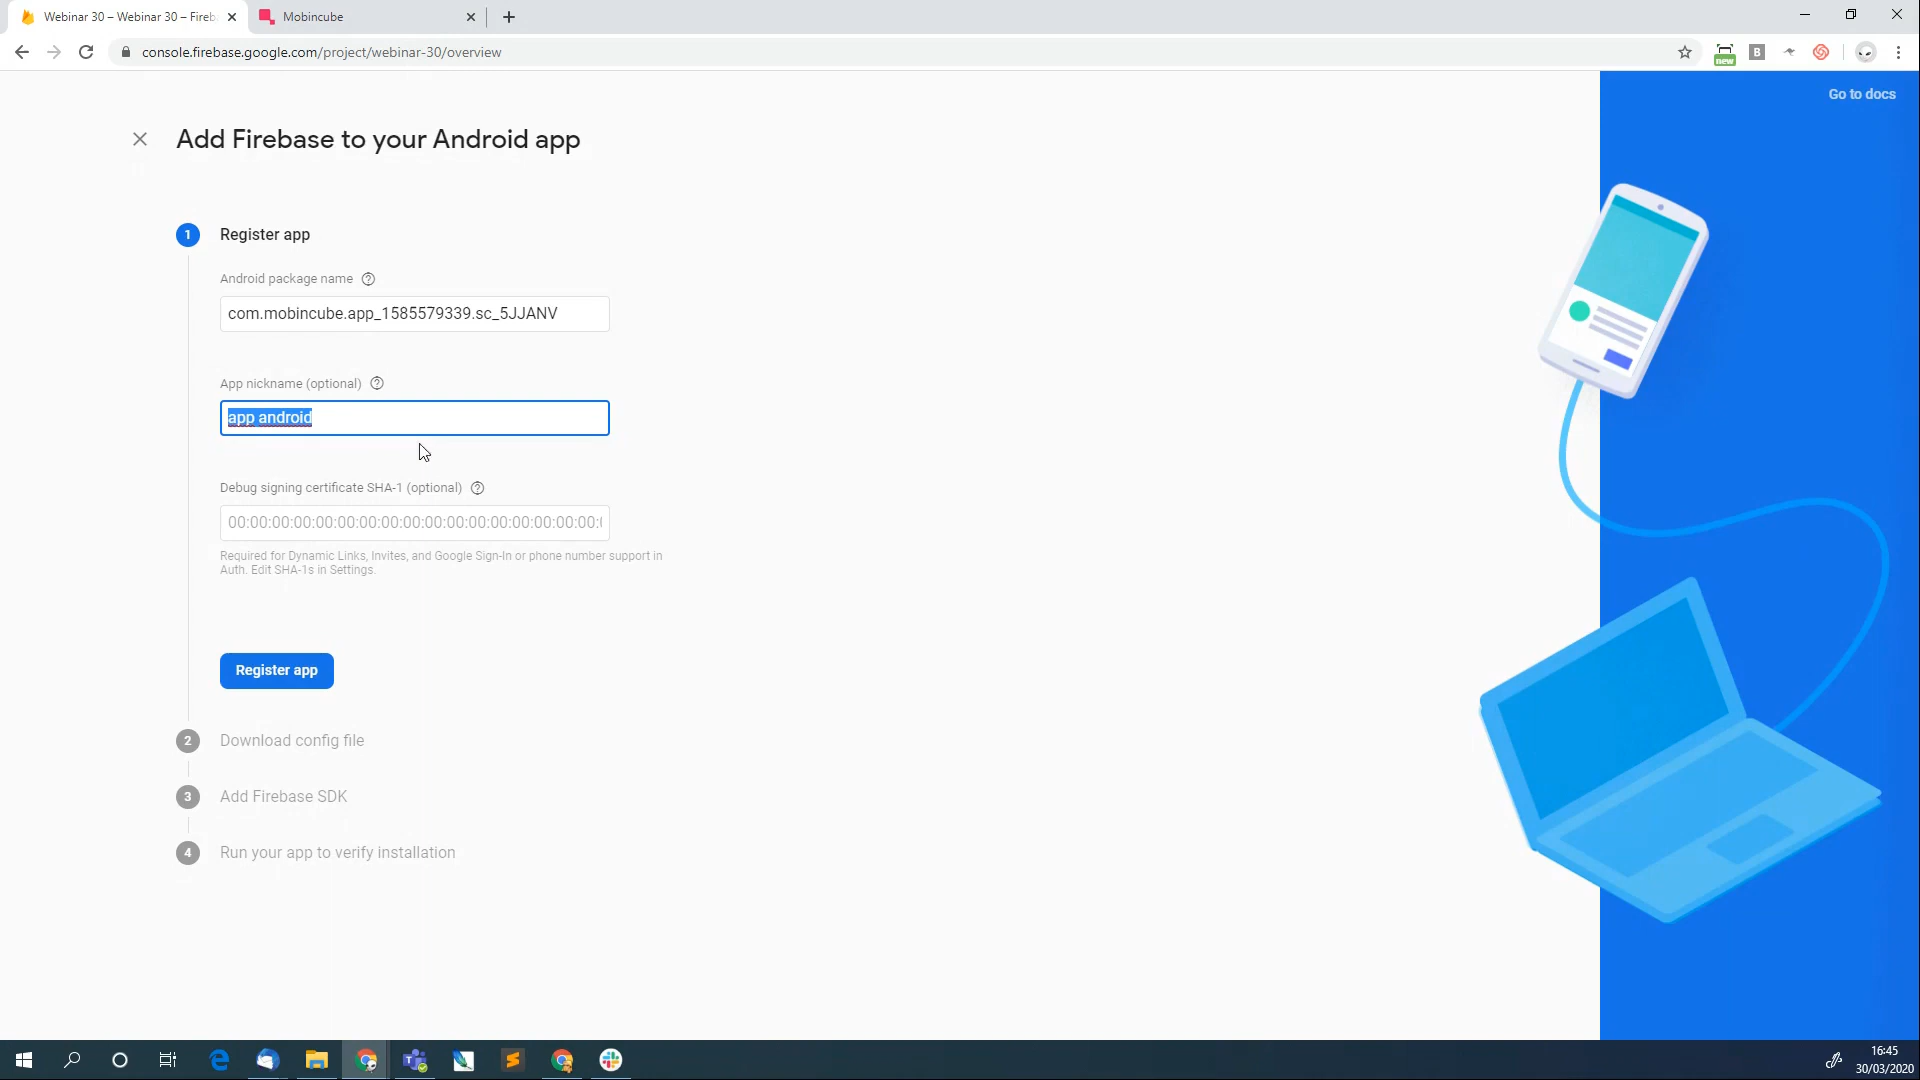 Webinar 30 – Webinar 30 – Fireb
Mobincube
console.firebase.google.com/project/webinar-30/overview
new
B
Go to docs
Add Firebase to your Android app
1
Register app
Android package name
com.mobincube.app_1585579339.sc_5JJANV
App nickname (optional)
app android
Debug signing certificate SHA-1 (optional)
00:00:00:00:00:00:00:00:00:00:00:00:00:00:00:00:00:
Required for Dynamic Links, Invites, and Google Sign-In or phone number support in
Auth. Edit SHA-1s in Settings.
Register app
2
Download config file
3
Add Firebase SDK
4
Run your app to verify installation
16:45
30/03/2020